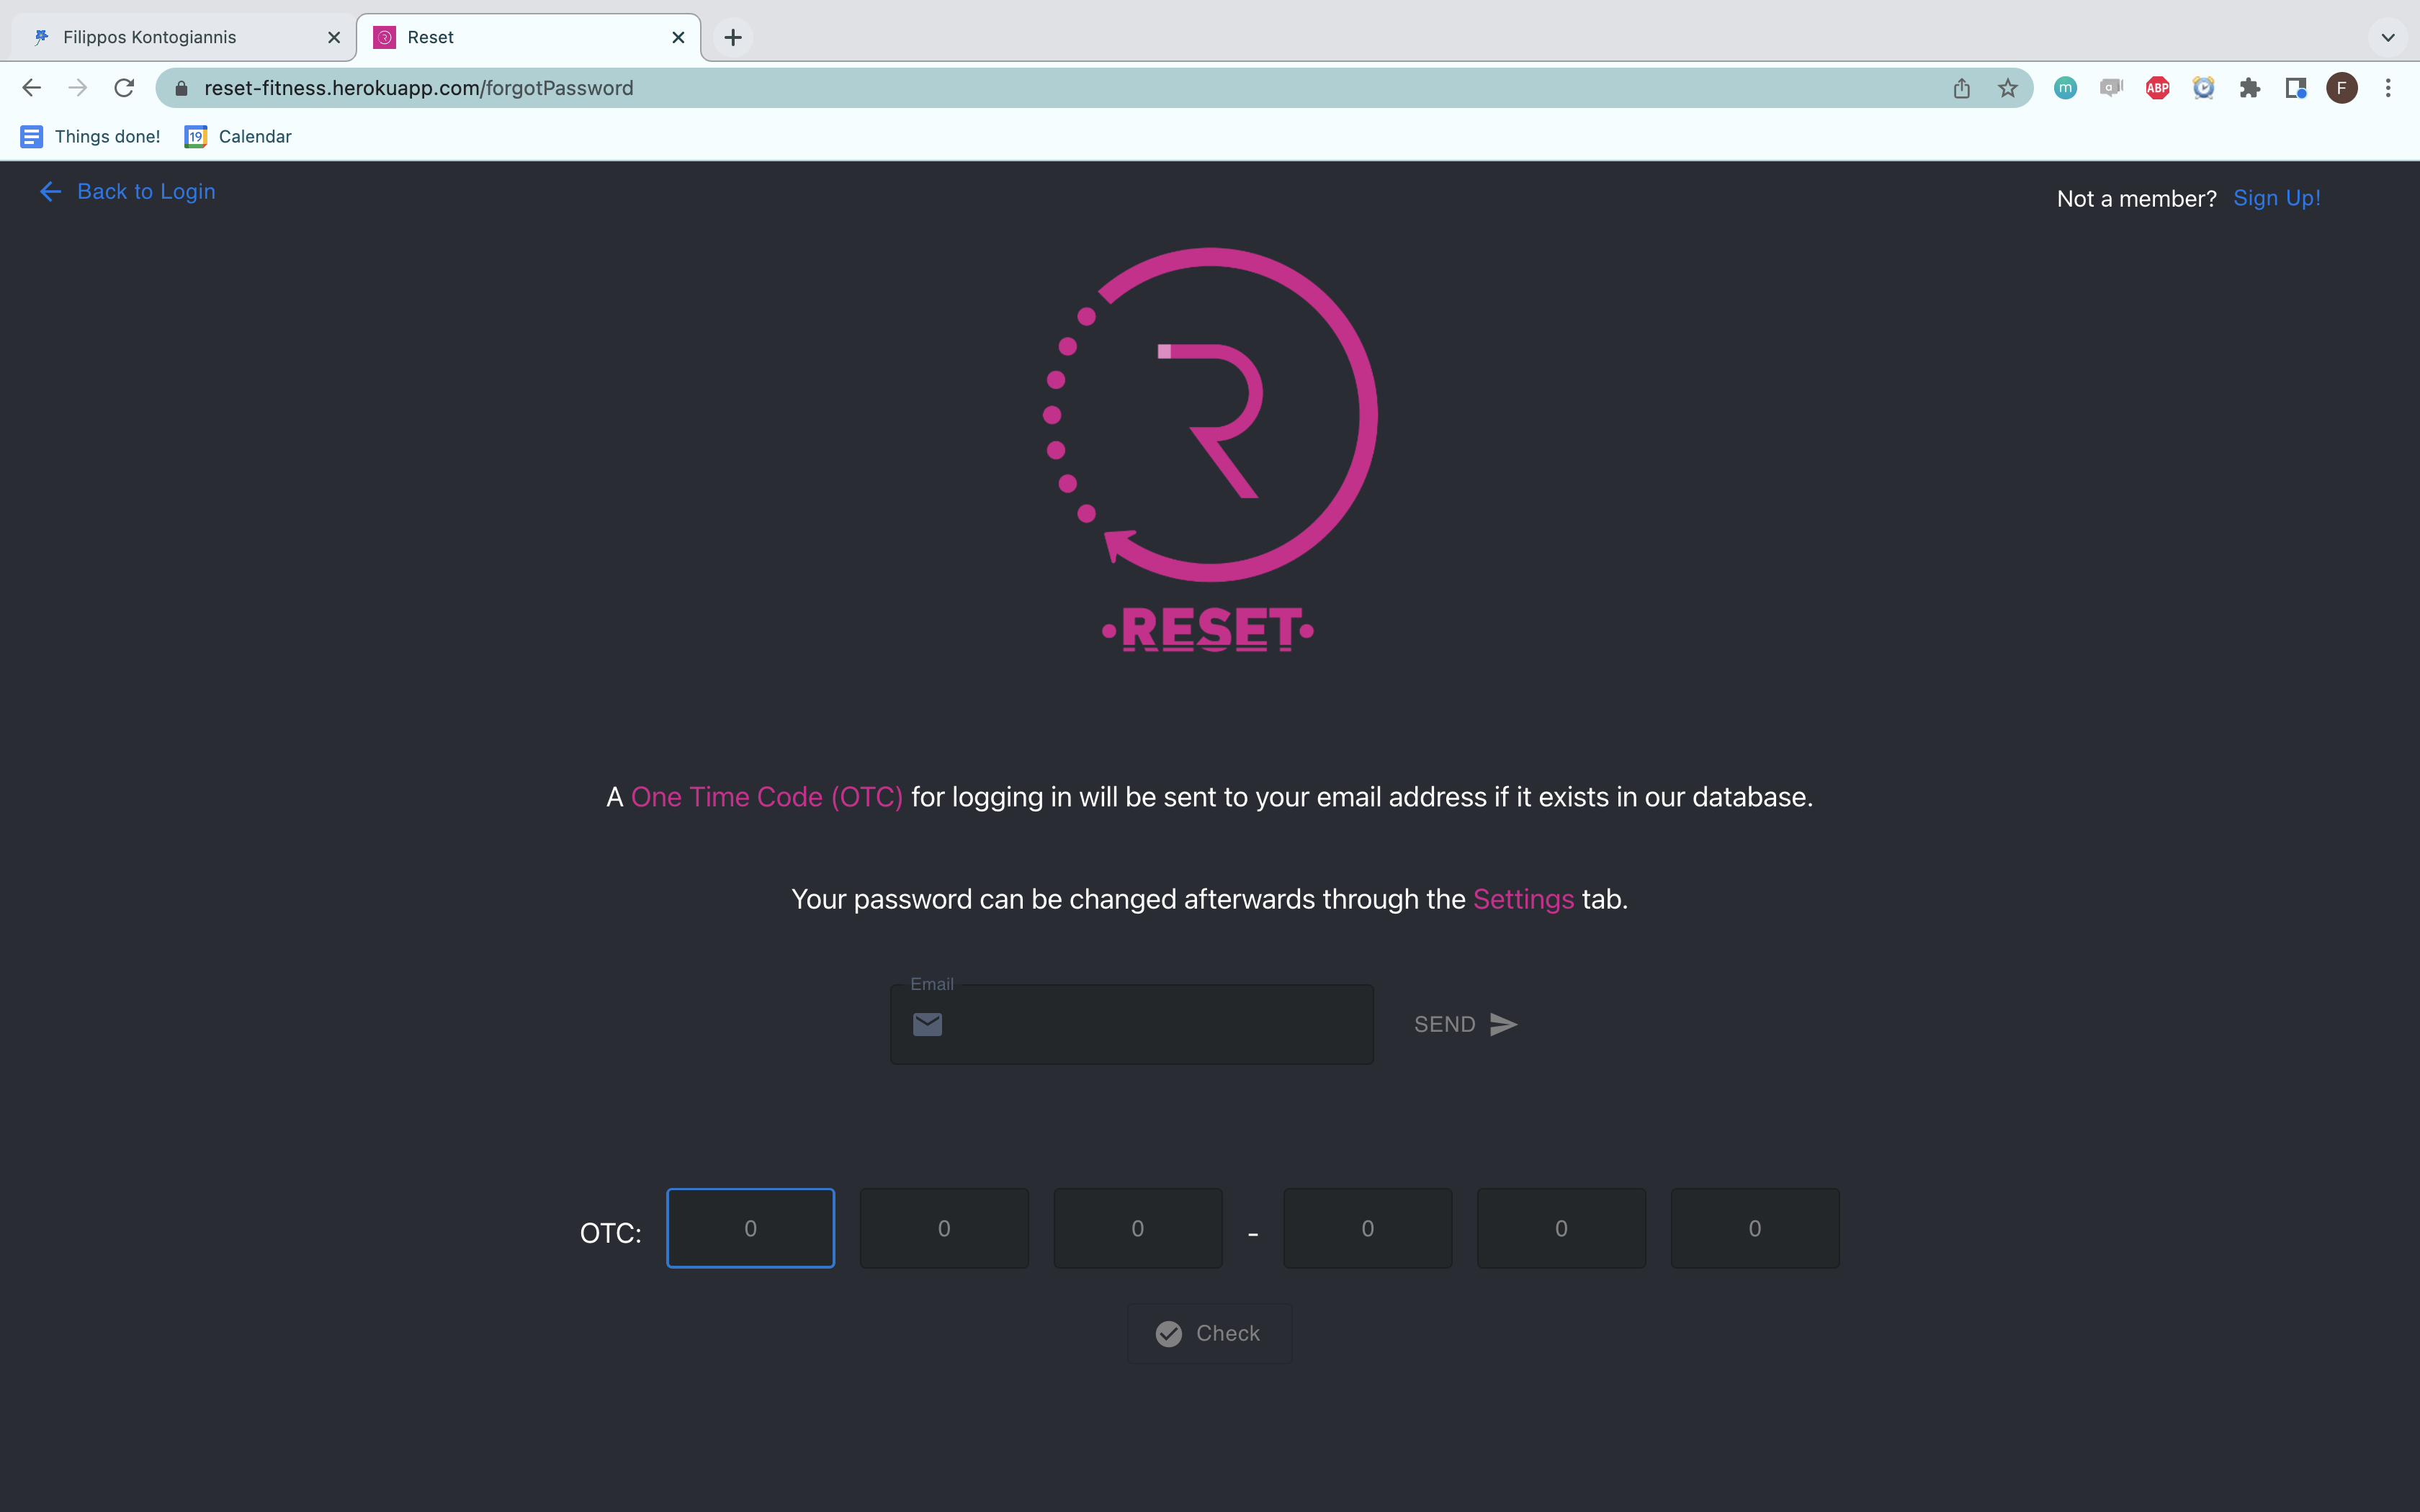 Filippos Kontogiannis
Reset
reset-fitness.herokuapp.com/forgotPassword
m
a
ABP
F
Things done!
19
Calendar
Back to Login
Not a member? Sign Up!
R
•RESET•
A One Time Code (OTC) for logging in will be sent to your email address if it exists in our database.
Your password can be changed afterwards through the Settings tab.
Email
SEND
OTC: 0 0 0 - 0 0 0
Check